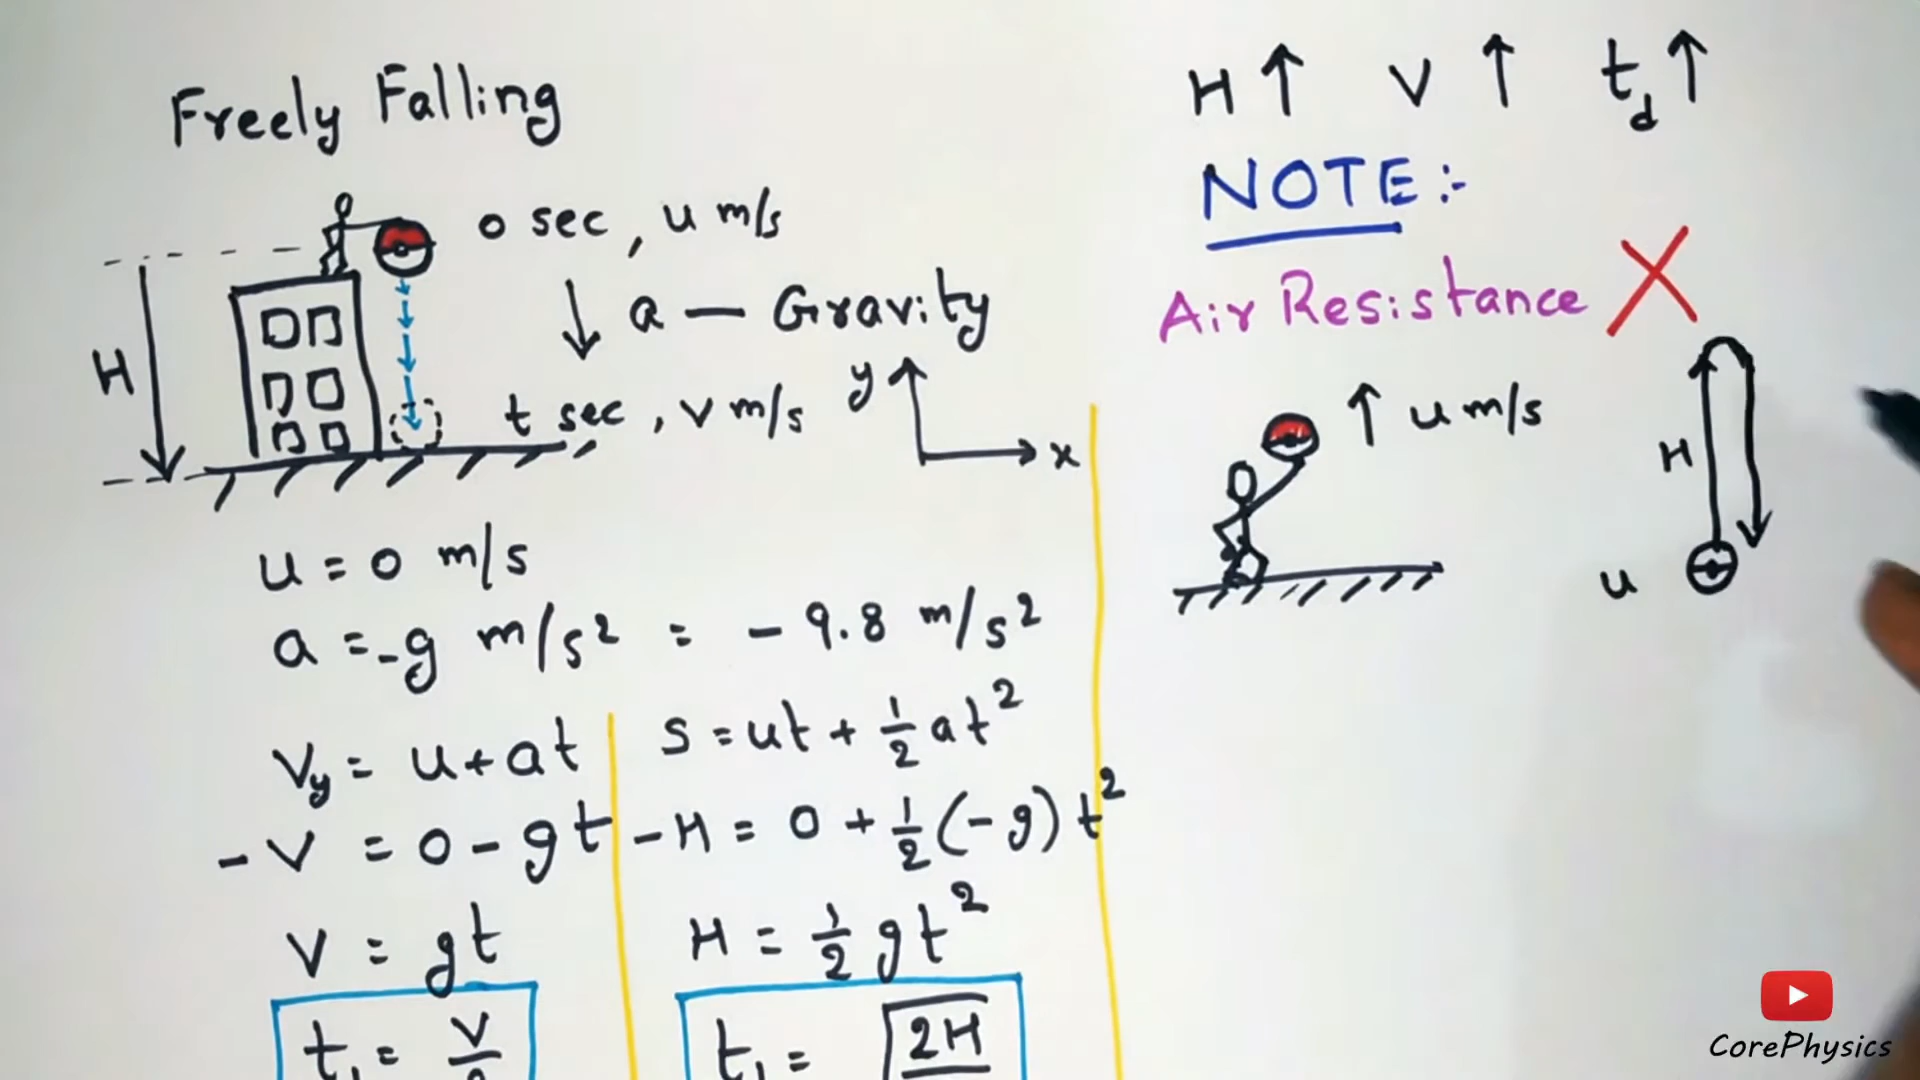 Freely Falling
0 sec, u m/s
↓ a — Gravity
H
t sec, v m/s
y
x
u = 0 m/s
a = -g m/s² = - 9.8 m/s²
Vy = u + at
- V = 0 - gt
V = gt
S = ut + 1/2 at²
- H = 0 + 1/2 (-g) t²
H = 1/2 gt²
2H
H ↑ V ↑ td ↑
NOTE :-
Air Resistance X
↑ u m/s
H
u
CorePhysics